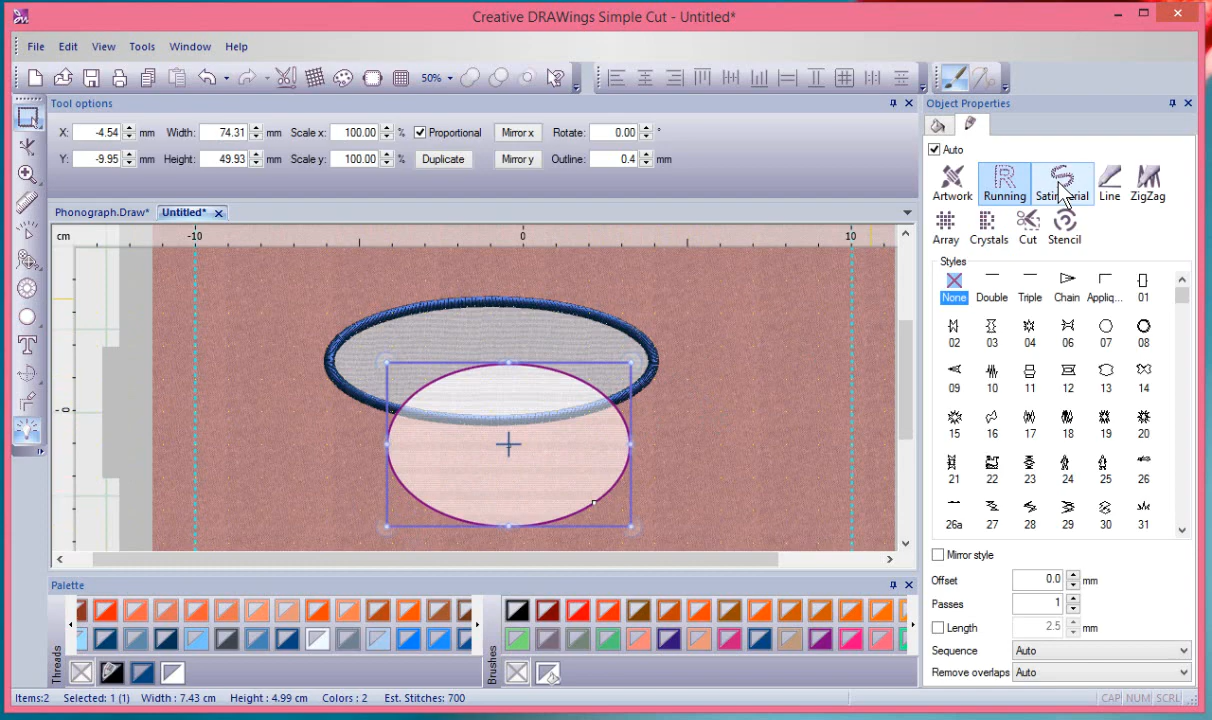 Creative DRAWings Simple Cut - Untitled*
File Edit View Tools Window Help
50%
Tool options
Object Properties
X: -4.54 mm Width: 74.31 mm Scale x: 100.00 % Proportional Mirror x Rotate: 0.00 °
Y: -9.95 mm Height: 49.93 mm Scale y: 100.00 % Duplicate Mirror y Outline: 0.4 mm
Auto
Artwork Running Line ZigZag
Array Crystals Cut Stencil
Phonograph.Draw* Untitled*
cm -10 0 10
0
Styles
None Double Triple Chain Appliq... 01
02 03 04 06 07 08
09 10 11 12 13 14
15 16 17 18 19 20
21 22 23 24 25 26
26a 27 28 29 30 31
Mirror style
Offset 0.0 mm
Passes 1
Length 2.5 mm
Sequence Auto
Remove overlaps Auto
Palette
Threads
Brushes
Items:2 Selected: 1 (1) Width : 7.43 cm Height : 4.99 cm Colors : 2 Est. Stitches: 700
CAP NUM SCRL